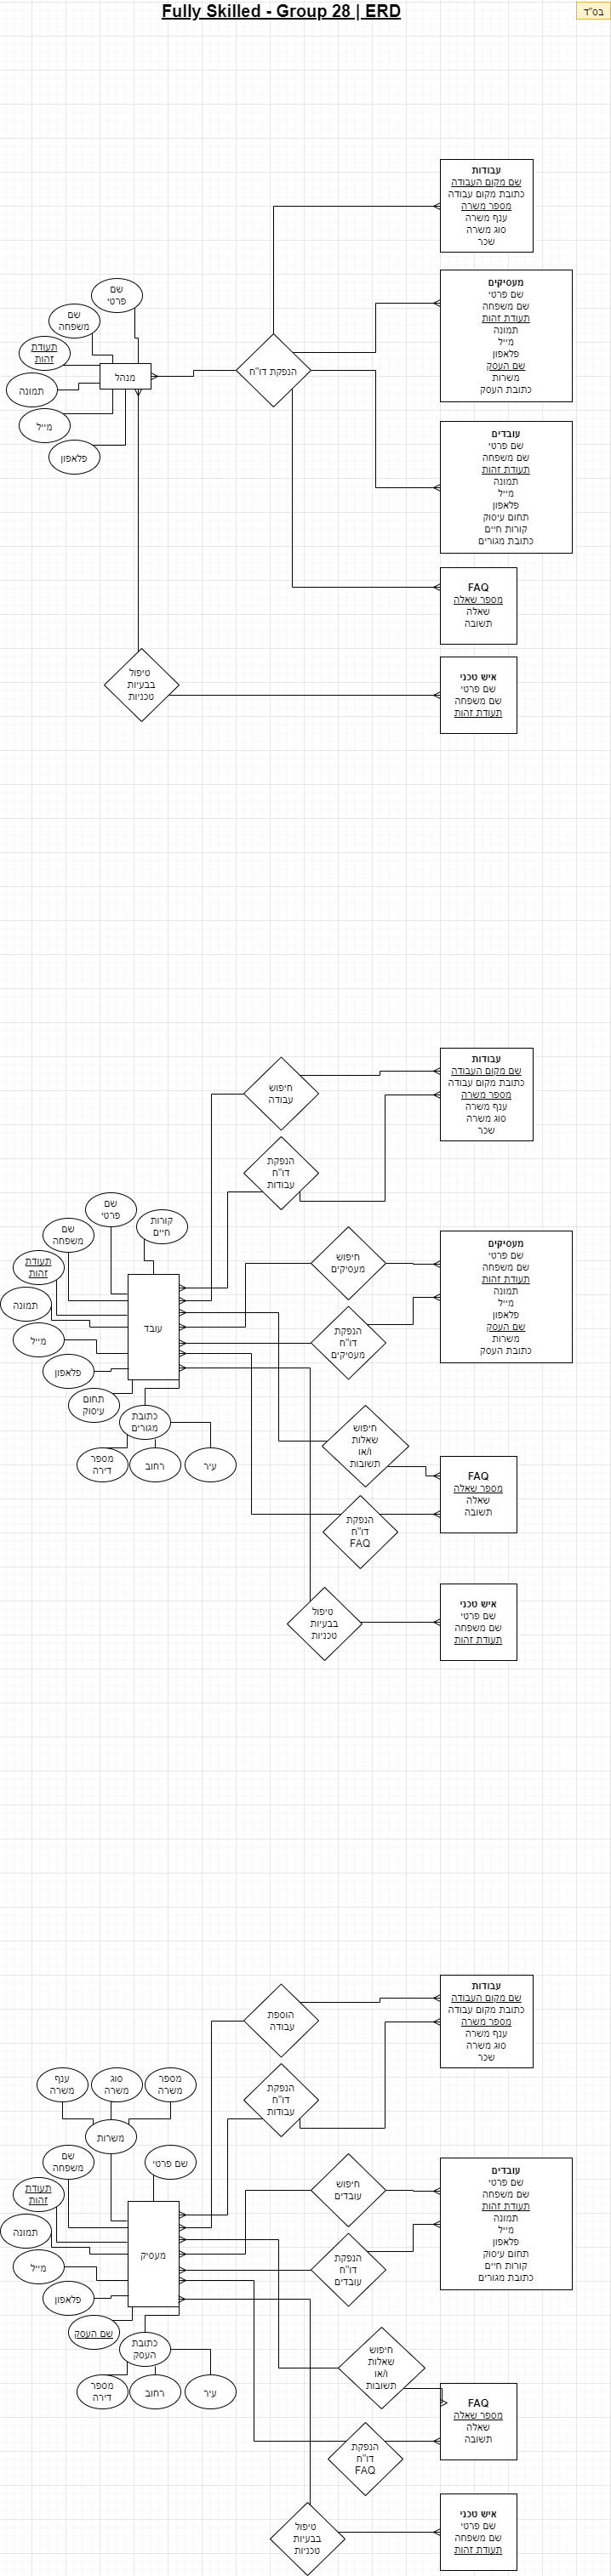 Fully Skilled - Group 28 | ERD
בס"ד
עבודות
שם מקום העבודה
כתובת מקום עבודה
מספר משרה
ענף משרה
סוג משרה
שכר
מעסיקים
שם פרטי
שם משפחה
תעודת זהות
תמונה
מייל
פלאפון
שם העסק
משרות
כתובת העסק
שם
פרטי
שם
משפחה
תעודת
זהות
תמונה
מייל
פלאפון
מנהל
הנפקת דו"ח
עובדים
שם פרטי
שם משפחה
תעודת זהות
תמונה
מייל
פלאפון
תחום עיסוק
קורות חיים
כתובת מגורים
FAQ
מספר שאלה
שאלה
תשובה
טיפול
בבעיות
טכניות
איש טכני
שם פרטי
שם משפחה
תעודת זהות
עבודות
שם מקום העבודה
כתובת מקום עבודה
מספר משרה
ענף משרה
סוג משרה
שכר
חיפוש
עבודה
הנפקת
דו"ח
עבודות
שם
פרטי
קורות
חיים
שם
משפחה
תעודת
זהות
תמונה
מייל
פלאפון
תחום
עיסוק
כתובת
מגורים
מספר
דירה
רחוב
עיר
עובד
חיפוש
מעסיקים
הנפקת
דו"ח
מעסיקים
מעסיקים
שם פרטי
שם משפחה
תעודת זהות
תמונה
מייל
פלאפון
שם העסק
משרות
כתובת העסק
חיפוש
שאלות
ו/או
תשובות
הנפקת
דו"ח
FAQ
FAQ
מספר שאלה
שאלה
תשובה
טיפול
בבעיות
טכניות
איש טכני
שם פרטי
שם משפחה
תעודת זהות
עבודות
שם מקום העבודה
כתובת מקום עבודה
מספר משרה
ענף משרה
סוג משרה
שכר
הוספת
עבודה
הנפקת
דו"ח
עבודות
ענף
משרה
סוג
משרה
מספר
משרה
משרות
שם
משפחה
שם פרטי
תעודת
זהות
תמונה
מייל
פלאפון
שם העסק
כתובת
העסק
מספר
דירה
רחוב
עיר
מעסיק
חיפוש
עובדים
הנפקת
דו"ח
עובדים
עובדים
שם פרטי
שם משפחה
תעודת זהות
תמונה
מייל
פלאפון
תחום עיסוק
קורות חיים
כתובת מגורים
חיפוש
שאלות
ו/או
תשובות
הנפקת
דו"ח
FAQ
FAQ
מספר שאלה
שאלה
תשובה
טיפול
בבעיות
טכניות
איש טכני
שם פרטי
שם משפחה
תעודת זהות